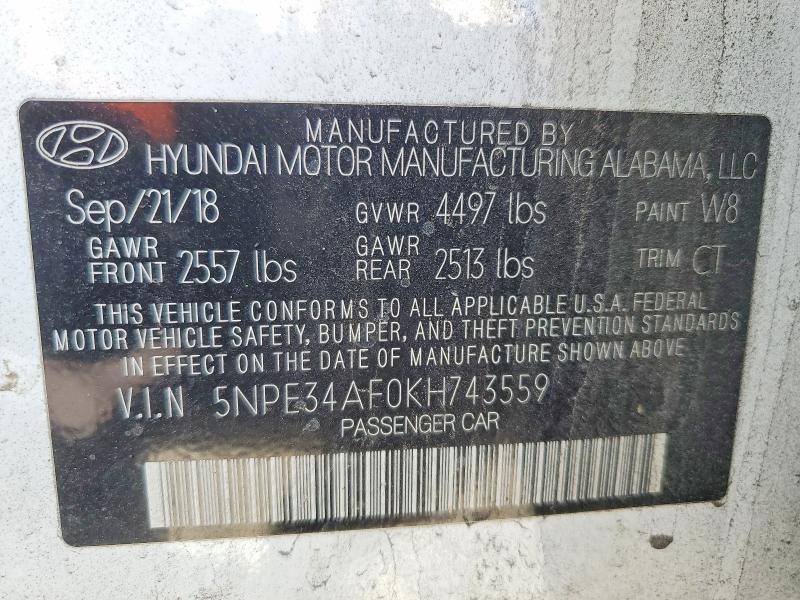 MANUFACTURED BY
HYUNDAI MOTOR MANUFACTURING ALABAMA, LLC
Sep/21/18 GVWR 4497 lbs PAINT W8
GAWR FRONT 2557 lbs GAWR REAR 2513 lbs TRIM CT
THIS VEHICLE CONFORMS TO ALL APPLICABLE U.S.A. FEDERAL
MOTOR VEHICLE SAFETY, BUMPER, AND THEFT PREVENTION STANDARDS
IN EFFECT ON THE DATE OF MANUFACTURE SHOWN ABOVE.
V.I.N 5NPE34AF0KH743559
PASSENGER CAR